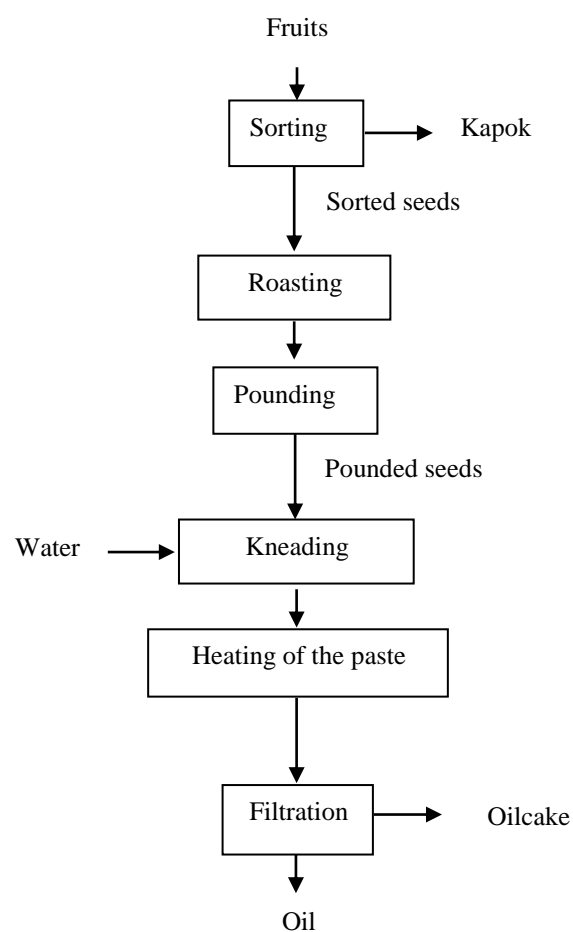 Fruits
Sorting
Kapok
Sorted seeds
Roasting
Pounding
Pounded seeds
Water
Kneading
Heating of the paste
Filtration
Oilcake
Oil